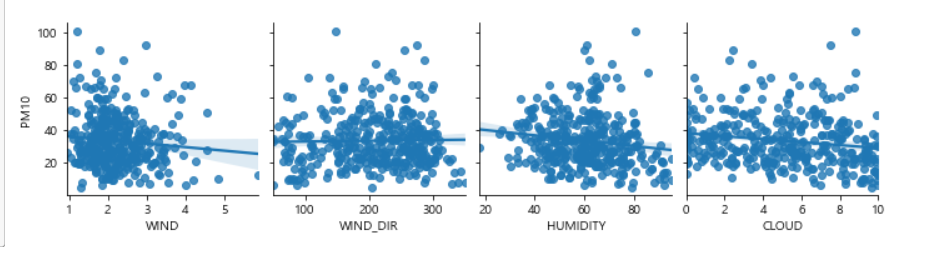 PM10
100
80
60
40
20
1 2 3 4 5
WIND
100 200 300
WIND_DIR
20 40 60 80
HUMIDITY
0 2 4 6 8 10
CLOUD